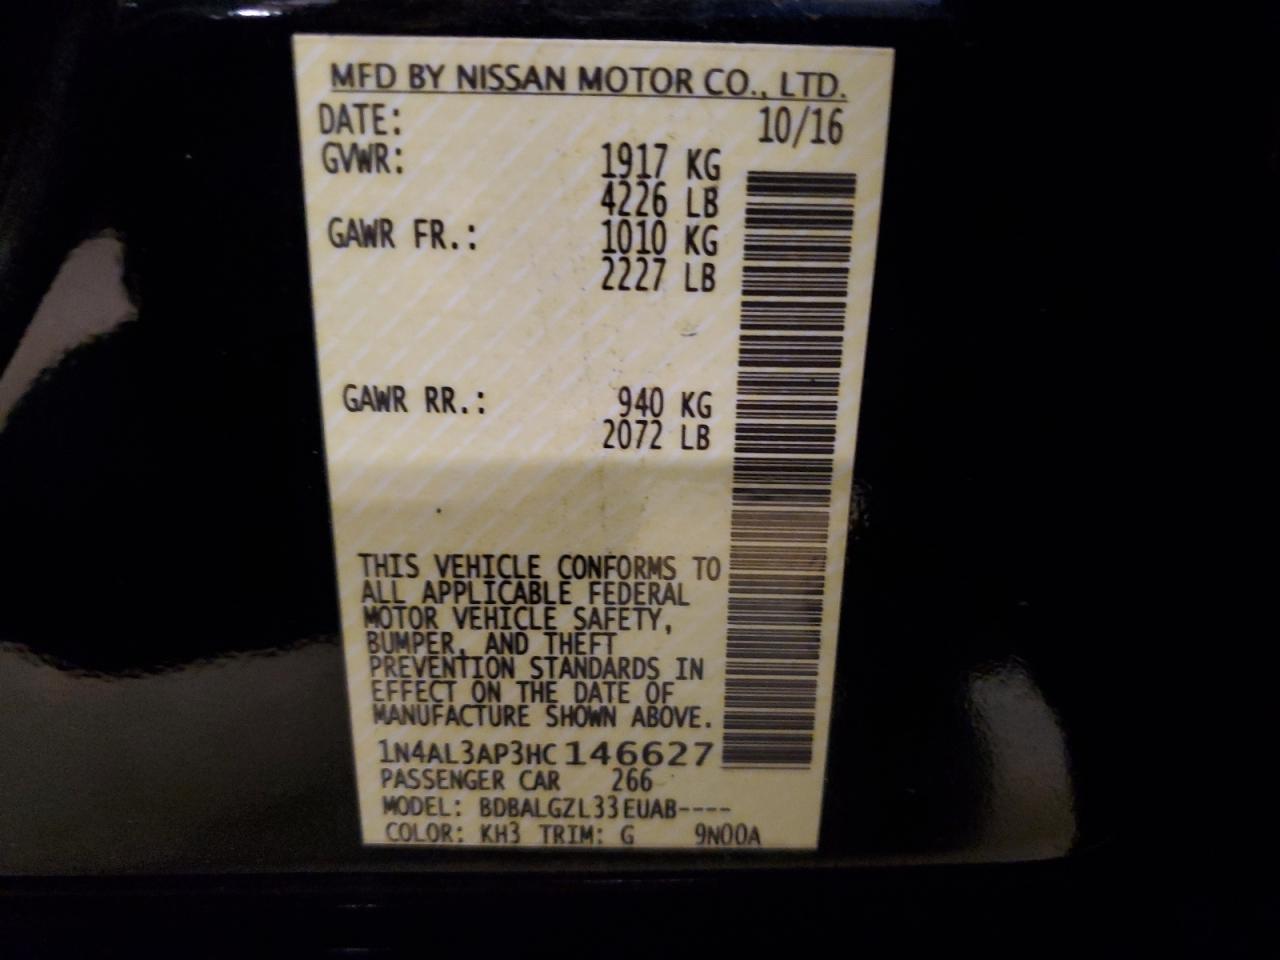 MFD BY NISSAN MOTOR CO., LTD.
DATE: 10/16
GVWR: 1917 KG
4226 LB
GAWR FR.: 1010 KG
2227 LB
GAWR RR.: 940 KG
2072 LB
THIS VEHICLE CONFORMS TO
ALL APPLICABLE FEDERAL
MOTOR VEHICLE SAFETY,
BUMPER, AND THEFT
PREVENTION STANDARDS IN
EFFECT ON THE DATE OF
MANUFACTURE SHOWN ABOVE.
1N4AL3AP3HC146627
PASSENGER CAR 266
MODEL: BDBALGZL33EUAB----
COLOR: KH3 TRIM: G 9N00A